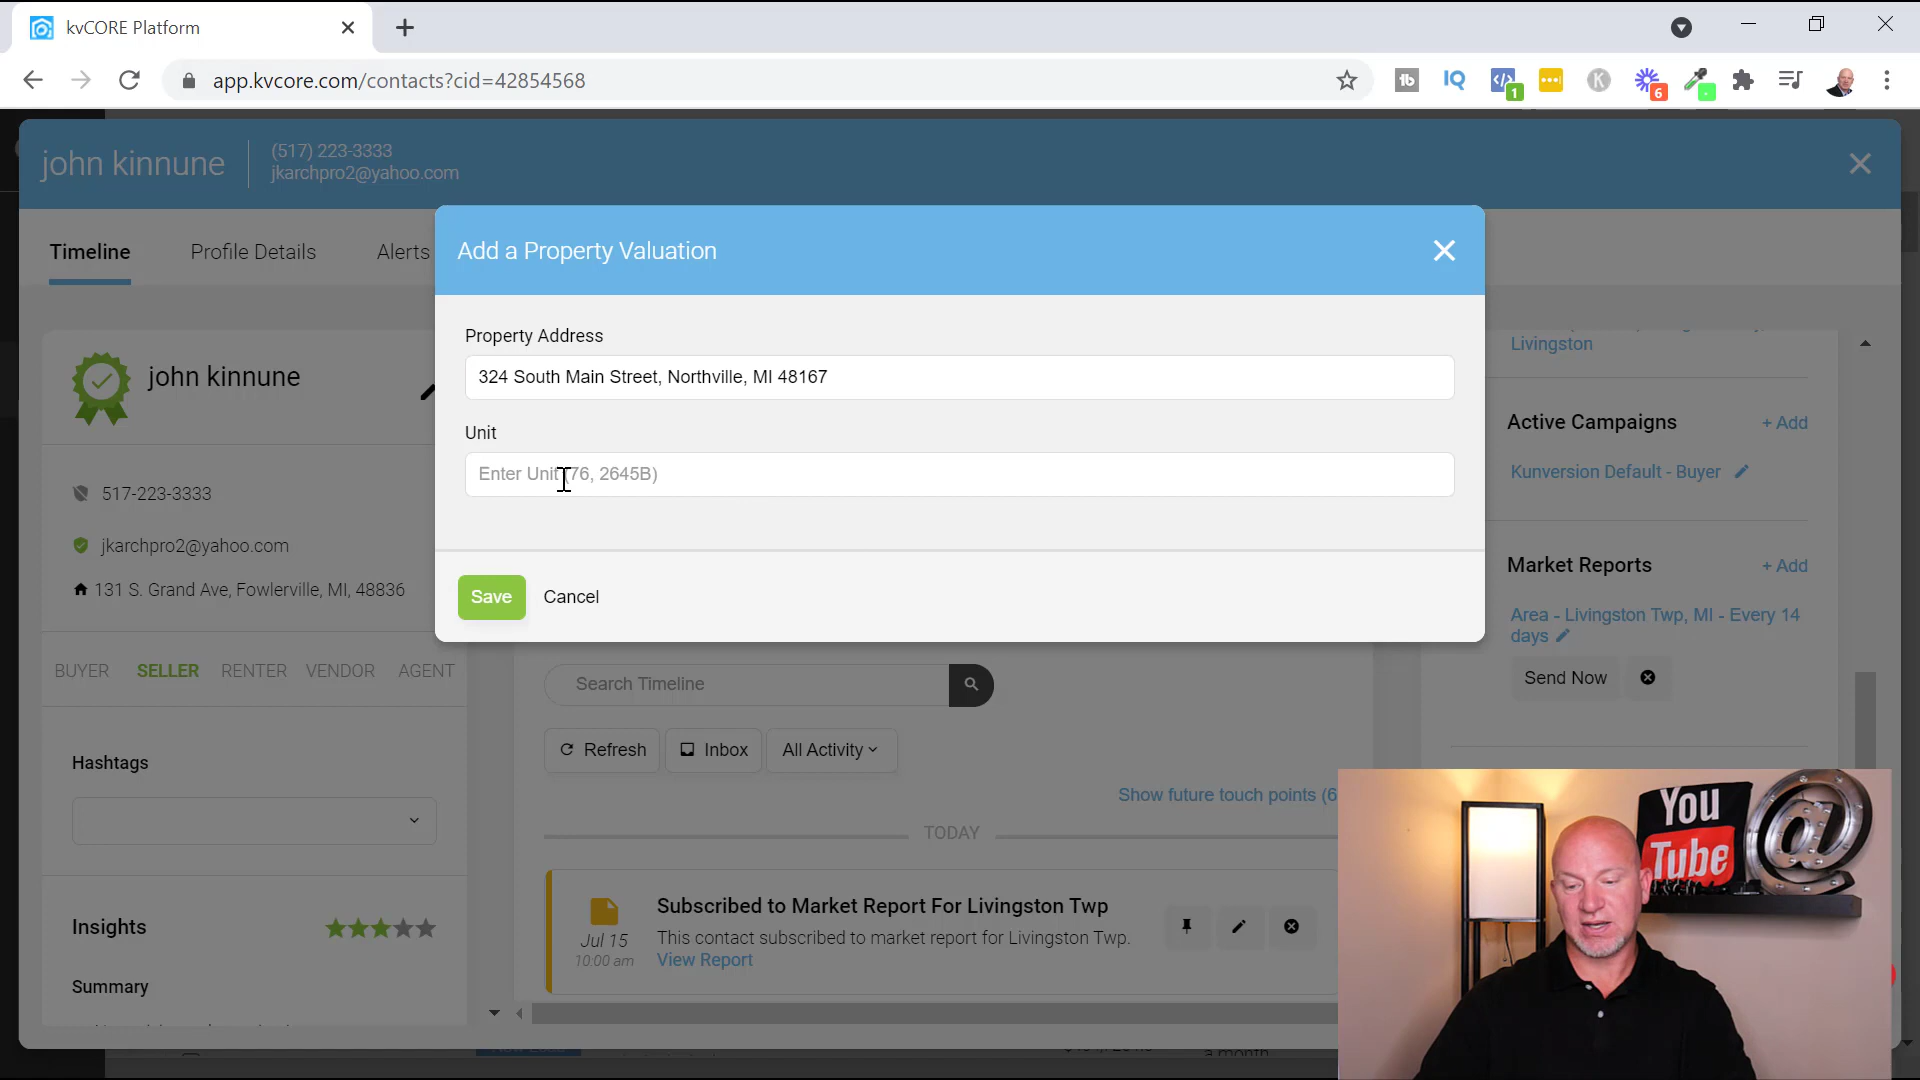 kvCORE Platform
app.kvcore.com/contacts?cid=42854568
tb
IQ
1
K
6
john kinnune
(517) 223-3333
jkarchpro2@yahoo.com
Timeline
Profile Details
Alerts
Add a Property Valuation
Property Address
324 South Main Street, Northville, MI 48167
Unit
Enter Unit (76, 2645B)
Save
Cancel
john kinnune
517-223-3333
jkarchpro2@yahoo.com
131 S. Grand Ave, Fowlerville, MI, 48836
BUYER SELLER RENTER VENDOR AGENT
Hashtags
Insights
Summary
Search Timeline
Refresh
Inbox
All Activity
Show future touch points (6
TODAY
Jul 15
10:00 am
Subscribed to Market Report For Livingston Twp
This contact subscribed to market report for Livingston Twp.
View Report
Livingston
Active Campaigns
+ Add
Kunversion Default - Buyer
Market Reports
+ Add
Area - Livingston Twp, MI - Every 14
days
Send Now
a month
You
Tube
@